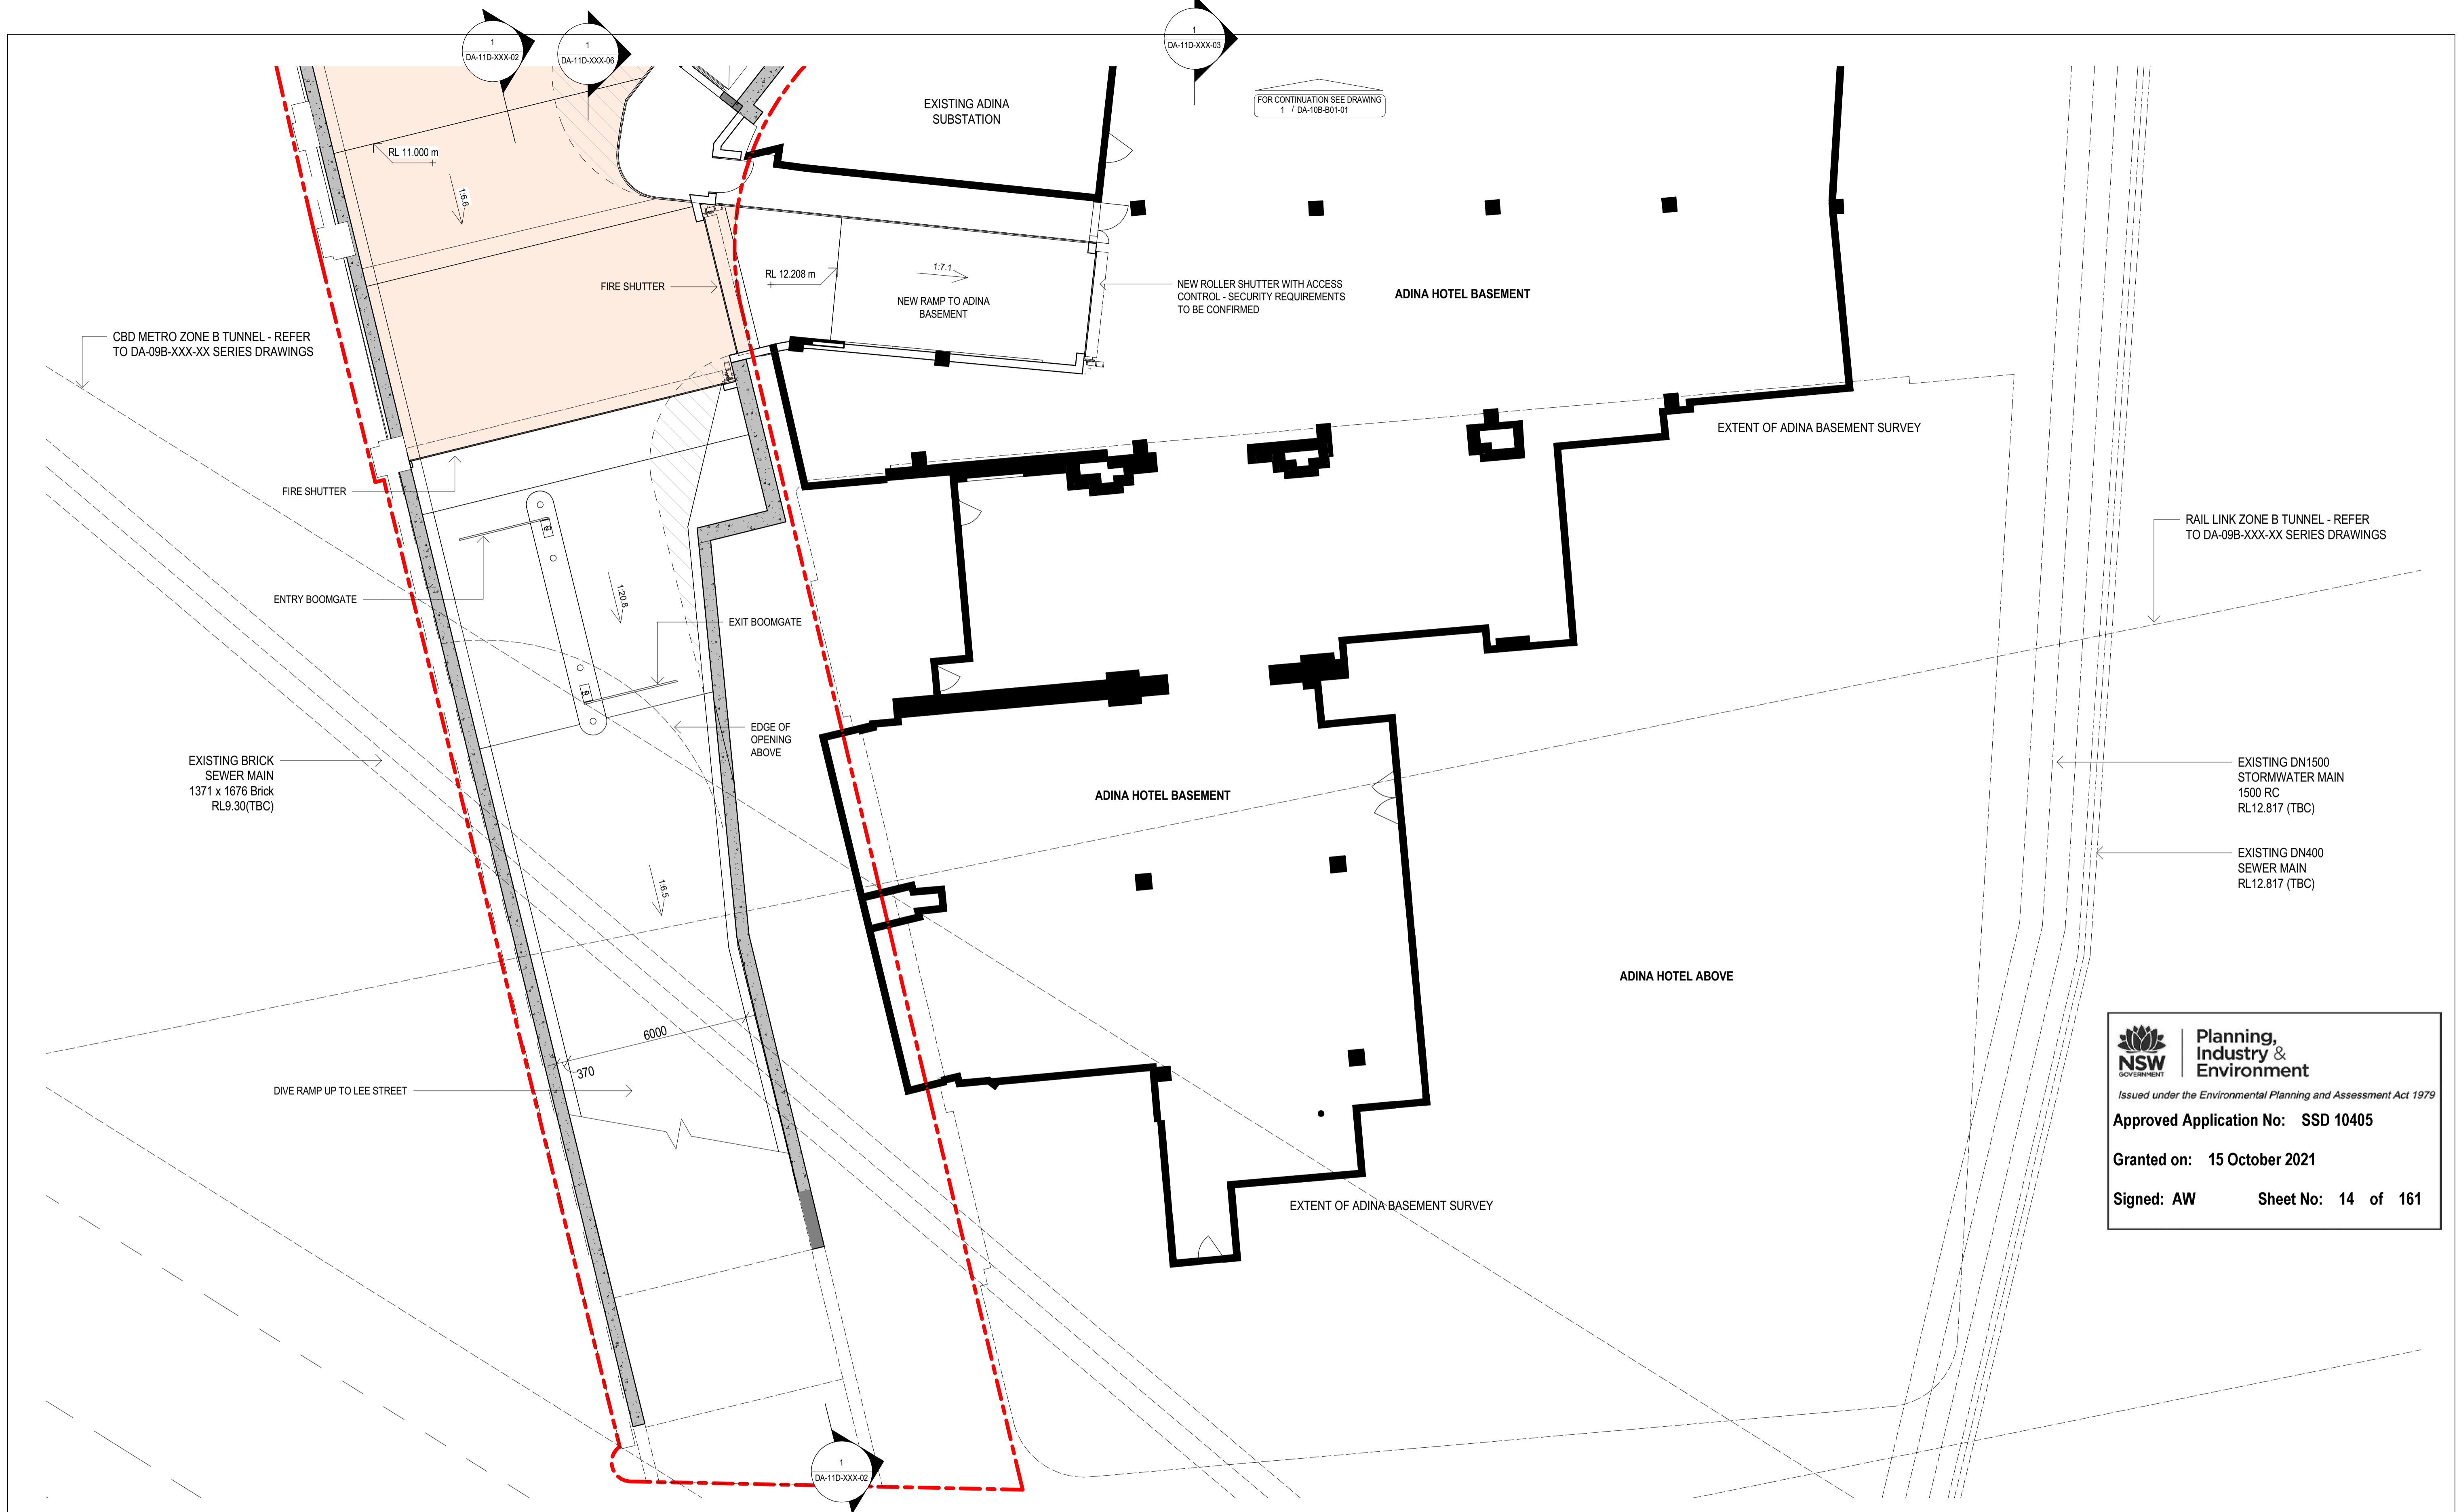 1
DA-11D-XXX-02
1
DA-11D-XXX-06
1
DA-11D-XXX-03
FOR CONTINUATION SEE DRAWING
1 / DA-10B-B01-01
EXISTING ADINA
SUBSTATION
RL 11.000 m
1:6.6
FIRE SHUTTER
RL 12.208 m
1:7.1
NEW RAMP TO ADINA
BASEMENT
NEW ROLLER SHUTTER WITH ACCESS
CONTROL - SECURITY REQUIREMENTS
TO BE CONFIRMED
ADINA HOTEL BASEMENT
CBD METRO ZONE B TUNNEL - REFER
TO DA-09B-XXX-XX SERIES DRAWINGS
EXTENT OF ADINA BASEMENT SURVEY
FIRE SHUTTER
RAIL LINK ZONE B TUNNEL - REFER
TO DA-09B-XXX-XX SERIES DRAWINGS
ENTRY BOOMGATE
1:20.8
EXIT BOOMGATE
EDGE OF
OPENING
ABOVE
EXISTING BRICK
SEWER MAIN
1371 x 1676 Brick
RL9.30(TBC)
ADINA HOTEL BASEMENT
EXISTING DN1500
STORMWATER MAIN
1500 RC
RL12.817 (TBC)
EXISTING DN400
SEWER MAIN
RL12.817 (TBC)
1:6.5
ADINA HOTEL ABOVE
6000
370
DIVE RAMP UP TO LEE STREET
EXTENT OF ADINA BASEMENT SURVEY
NSW
GOVERNMENT
Planning,
Industry &
Environment
Issued under the Environmental Planning and Assessment Act 1979
Approved Application No: SSD 10405
Granted on: 15 October 2021
Signed: AW Sheet No: 14 of 161
1
DA-11D-XXX-02